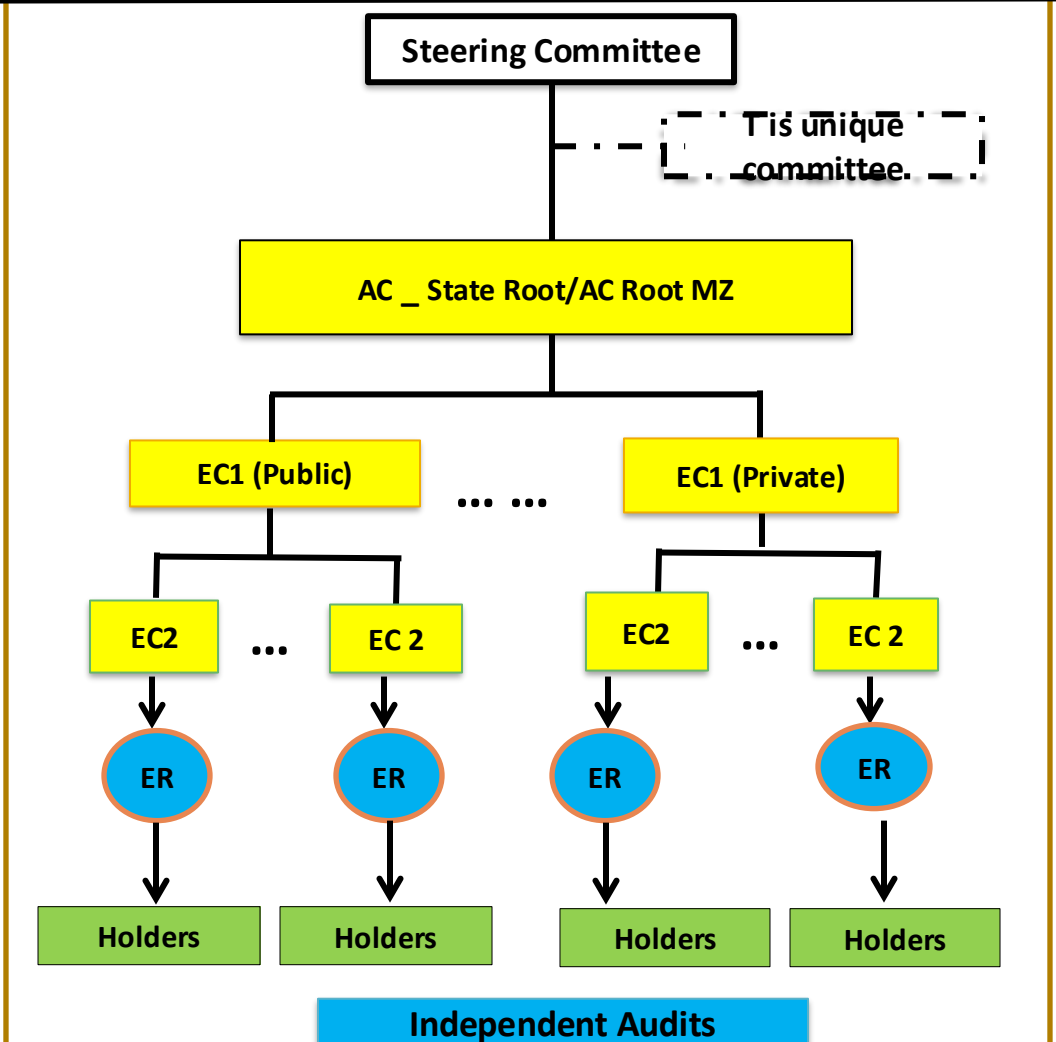 Steering Committee
T is unique
committee
AC _ State Root/AC Root MZ
EC1 (Public)
... ...
EC1 (Private)
EC2
...
EC 2
EC2
...
EC 2
ER
ER
ER
ER
Holders
Holders
Holders
Holders
Independent Audits